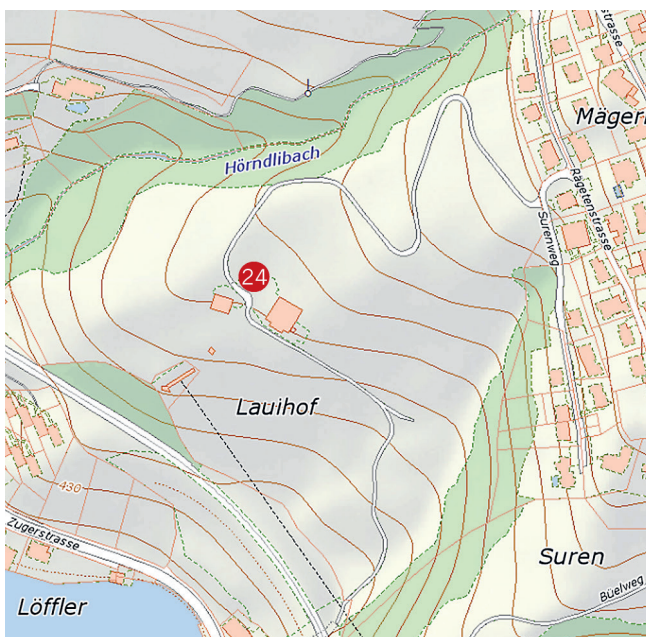 Mägeri
Hörndlibach
Surenweg
Rägetenstrasse
24
Lauihof
430
Zugerstrasse
Suren
Büelweg
Löffler